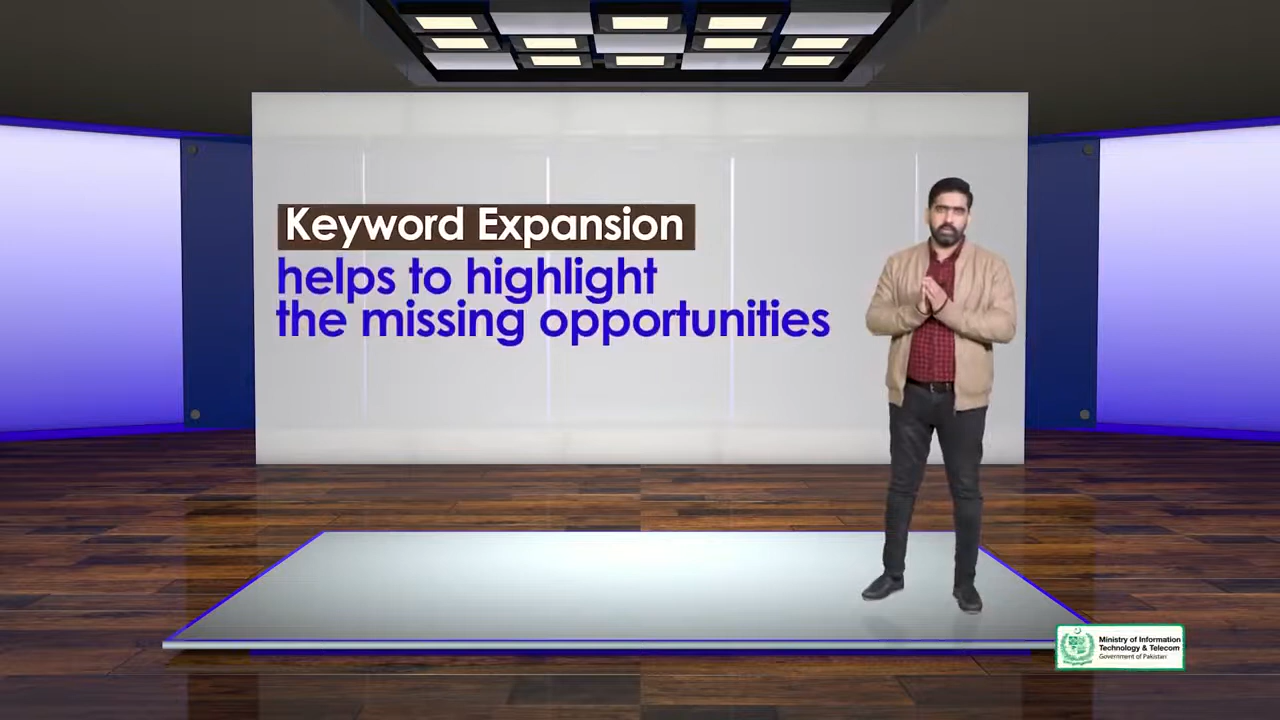 Keyword Expansion
helps to highlight
the missing opportunities
Ministry of Information
Technology & Telecom
Government of Pakistan